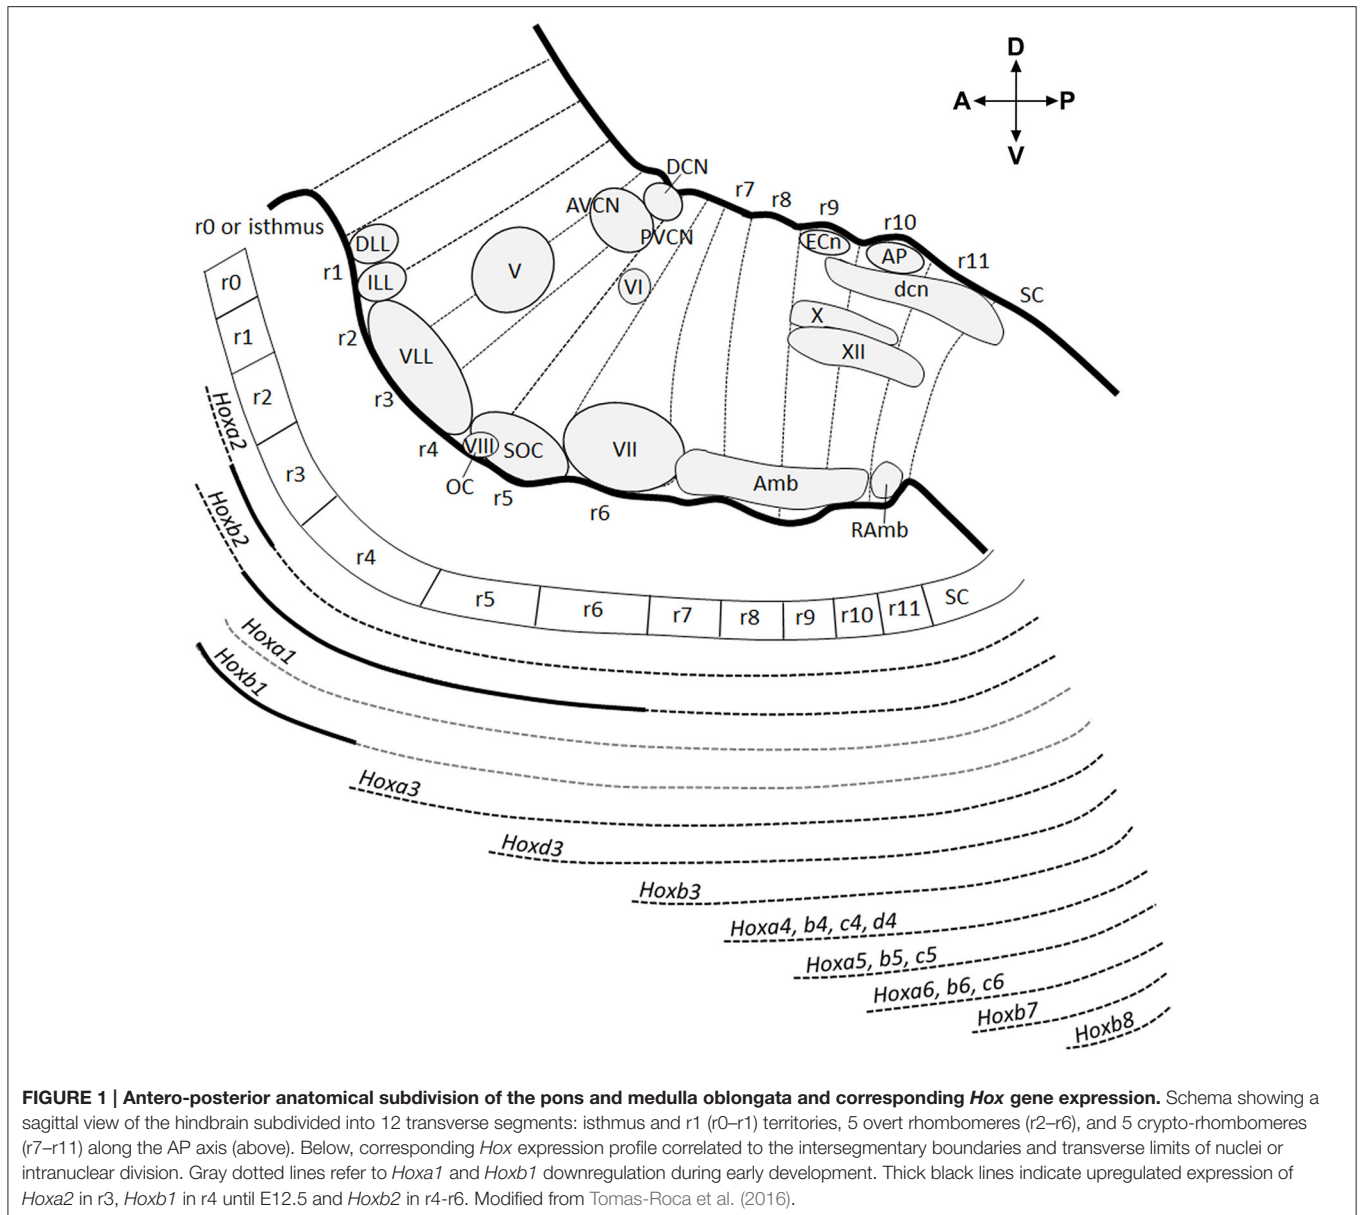 D
A P
V
DCN
AVCN
PVCN
r7
r8
r9
r10
r11
SC
r0 or isthmus
DLL
r1
ILL
V
VI
ECn
AP
dcn
X
XII
r2
VLL
r3
r4
VIII
SOC
VII
Amb
OC
r5
r6
RAmb
r0
r1
r2
r3
r4
r5
r6
r7
r8
r9
r10
r11
SC
Hoxa2
Hoxb2
Hoxa1
Hoxb1
Hoxa3
Hoxd3
Hoxb3
Hoxa4, b4, c4, d4
Hoxa5, b5, c5
Hoxa6, b6, c6
Hoxb7
Hoxb8
FIGURE 1 | Antero-posterior anatomical subdivision of the pons and medulla oblongata and corresponding Hox gene expression. Schema showing a
sagittal view of the hindbrain subdivided into 12 transverse segments: isthmus and r1 (r0–r1) territories, 5 overt rhombomeres (r2–r6), and 5 crypto-rhombomeres
(r7–r11) along the AP axis (above). Below, corresponding Hox expression profile correlated to the intersegmentary boundaries and transverse limits of nuclei or
intranuclear division. Gray dotted lines refer to Hoxa1 and Hoxb1 downregulation during early development. Thick black lines indicate upregulated expression of
Hoxa2 in r3, Hoxb1 in r4 until E12.5 and Hoxb2 in r4-r6. Modified from Tomas-Roca et al. (2016).